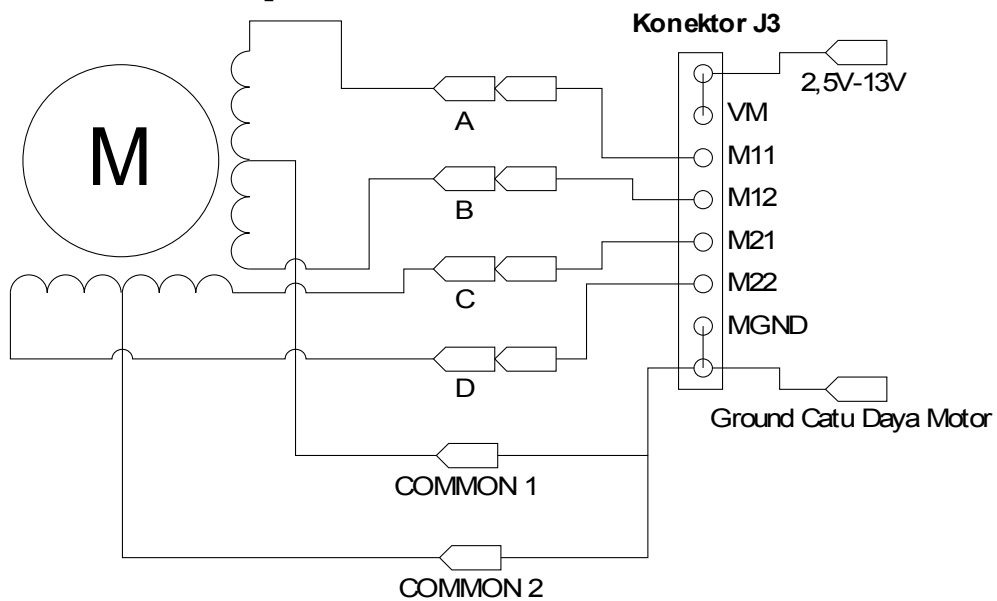 Konektor J3
2,5V-13V
VM
M
A
M11
B
M12
M21
C
M22
MGND
D
Ground Catu Daya Motor
COMMON 1
COMMON 2